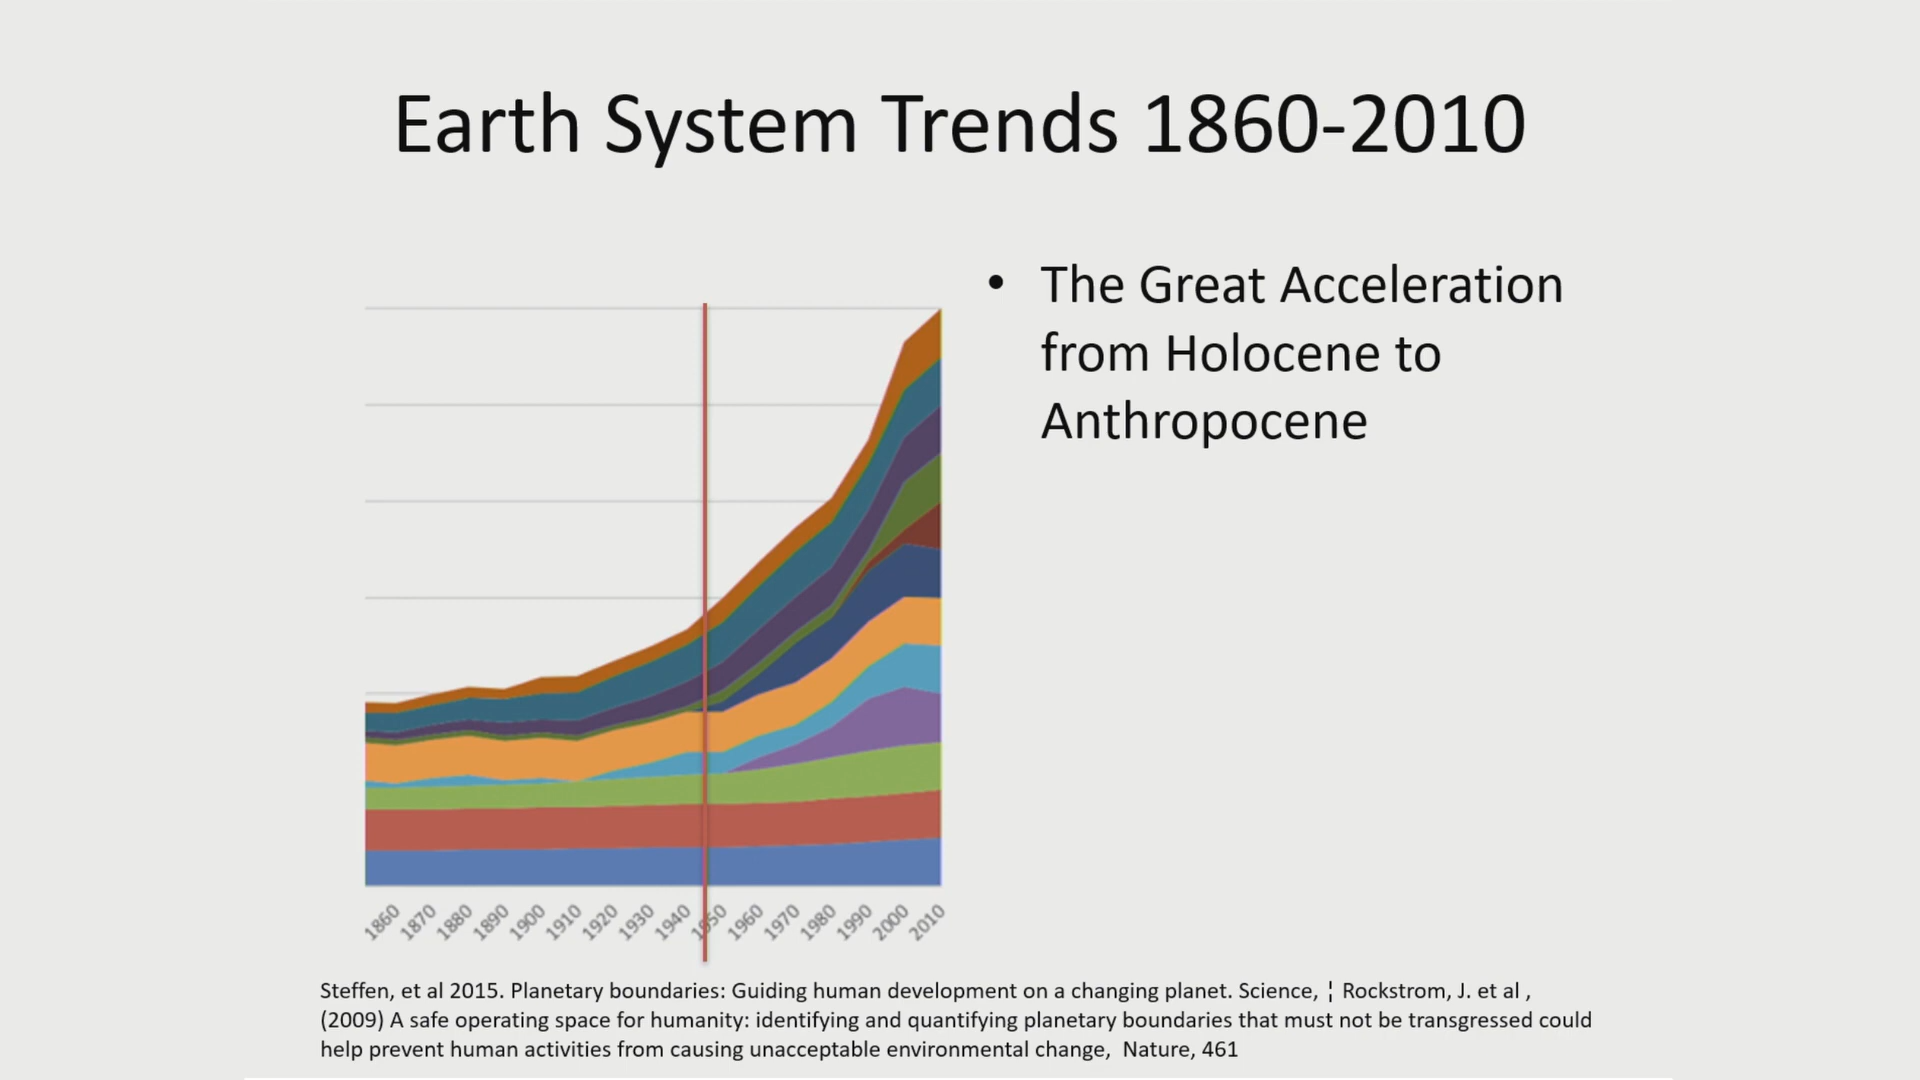 Earth System Trends 1860-2010
• The Great Acceleration
from Holocene to
Anthropocene
1860 1870 1880 1890 1900 1910 1920 1930 1940 1950 1960 1970 1980 1990 2000 2010
Steffen, et al 2015. Planetary boundaries: Guiding human development on a changing planet. Science, ¦ Rockstrom, J. et al ,
(2009) A safe operating space for humanity: identifying and quantifying planetary boundaries that must not be transgressed could
help prevent human activities from causing unacceptable environmental change,  Nature, 461